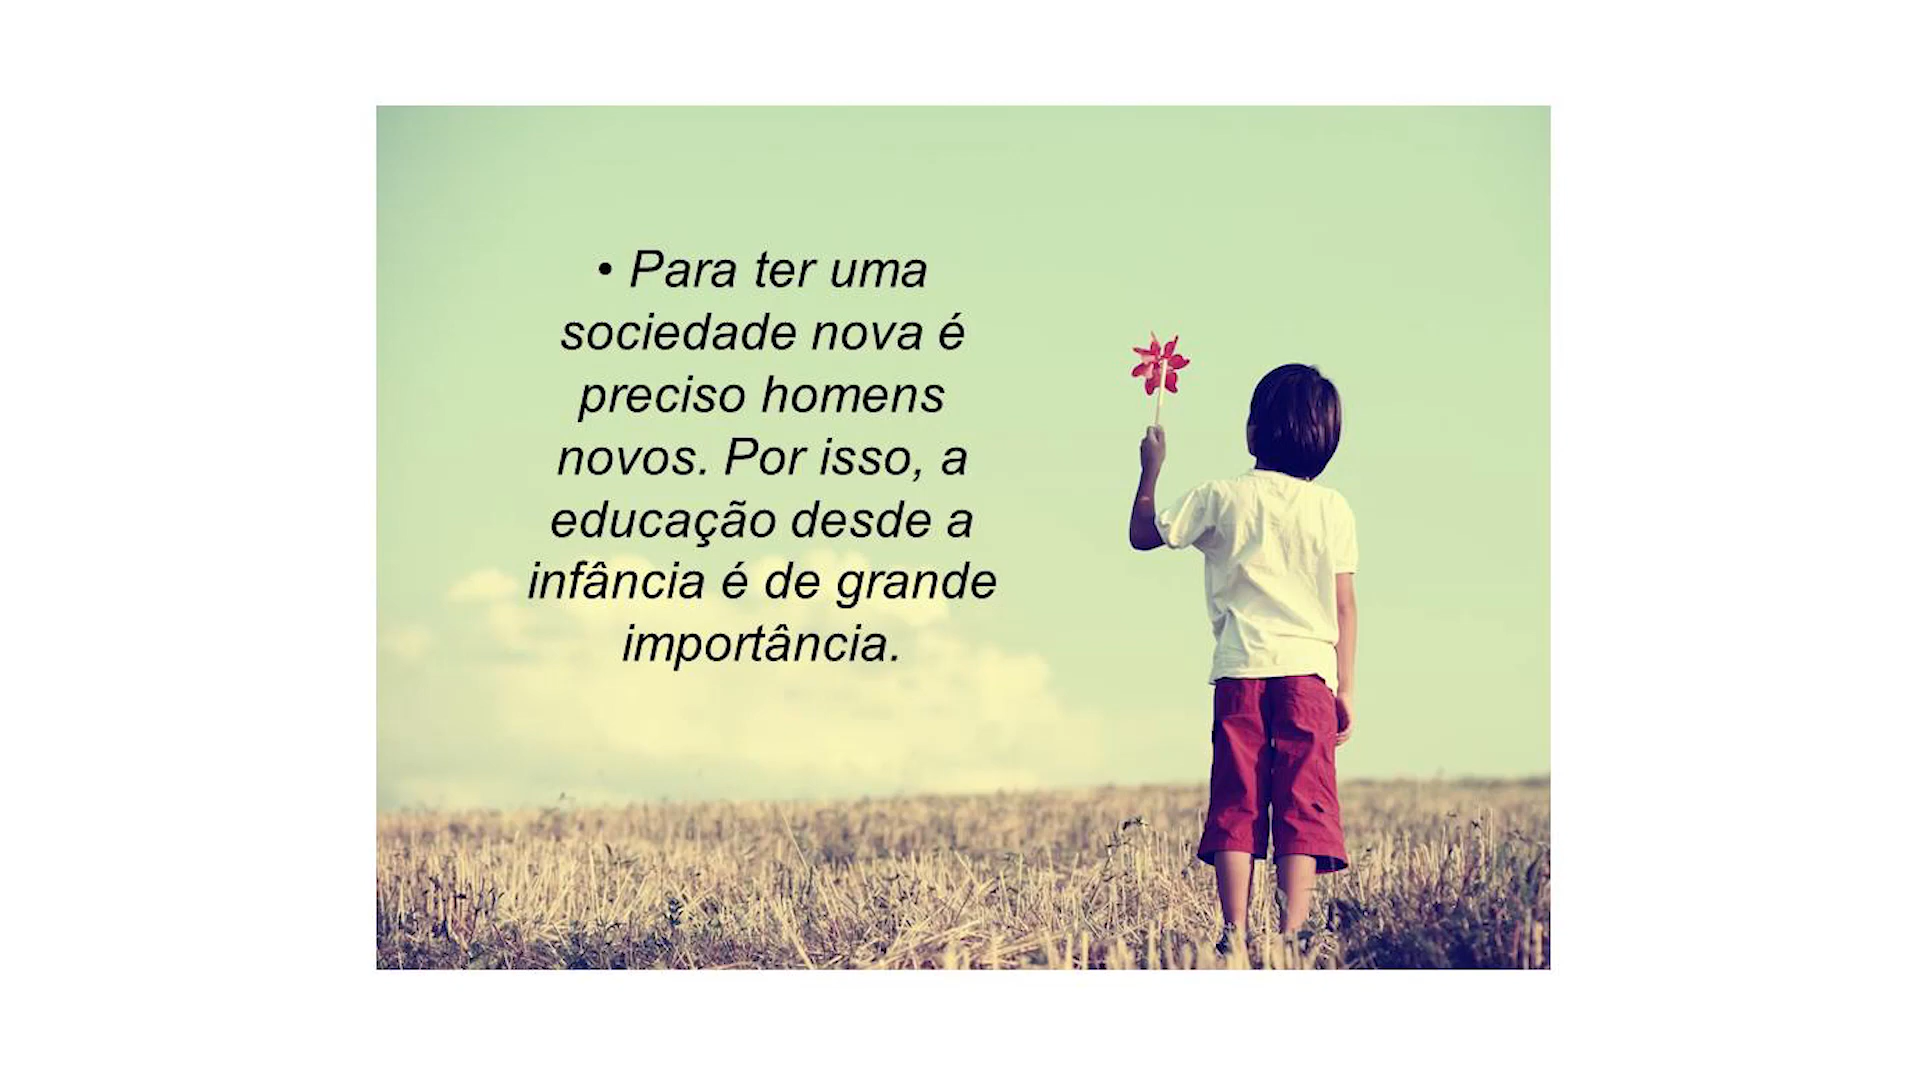 • Para ter uma
sociedade nova é
preciso homens
novos. Por isso, a
educação desde a
infância é de grande
importância.